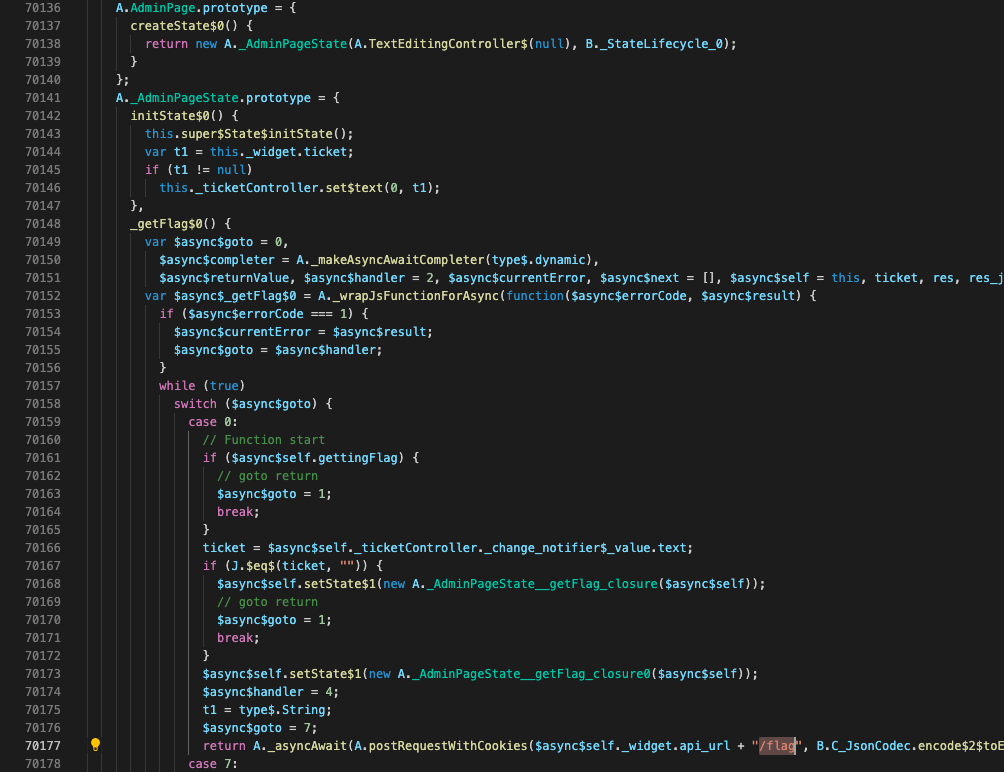 70136 A.AdminPage.prototype = {
70137 createState$0() {
70138 return new A._AdminPageState(A.TextEditingController$(null), B._StateLifecycle_0);
70139 }
70140 };
70141 A._AdminPageState.prototype = {
70142 initState$0() {
70143 this.super$State$initState();
70144 var t1 = this._widget.ticket;
70145 if (t1 != null)
70146 this._ticketController.set$text(0, t1);
70147 },
70148 _getFlag$0() {
70149 var $async$goto = 0,
70150 $async$completer = A._makeAsyncAwaitCompleter(type$.dynamic),
70151 $async$returnValue, $async$handler = 2, $async$currentError, $async$next = [], $async$self = this, ticket, res, res_j
70152 var $async$_getFlag$0 = A._wrapJsFunctionForAsync(function($async$errorCode, $async$result) {
70153 if ($async$errorCode === 1) {
70154 $async$currentError = $async$result;
70155 $async$goto = $async$handler;
70156 }
70157 while (true)
70158 switch ($async$goto) {
70159 case 0:
70160 // Function start
70161 if ($async$self.gettingFlag) {
70162 // goto return
70163 $async$goto = 1;
70164 break;
70165 }
70166 ticket = $async$self._ticketController._change_notifier$_value.text;
70167 if (J.$eq$(ticket, "")) {
70168 $async$self.setState$1(new A._AdminPageState__getFlag_closure($async$self));
70169 // goto return
70170 $async$goto = 1;
70171 break;
70172 }
70173 $async$self.setState$1(new A._AdminPageState__getFlag_closure0($async$self));
70174 $async$handler = 4;
70175 t1 = type$.String;
70176 $async$goto = 7;
70177 return A._asyncAwait(A.postRequestWithCookies($async$self._widget.api_url + "/flag", B.C_JsonCodec.encode$2$toE
70178 case 7: